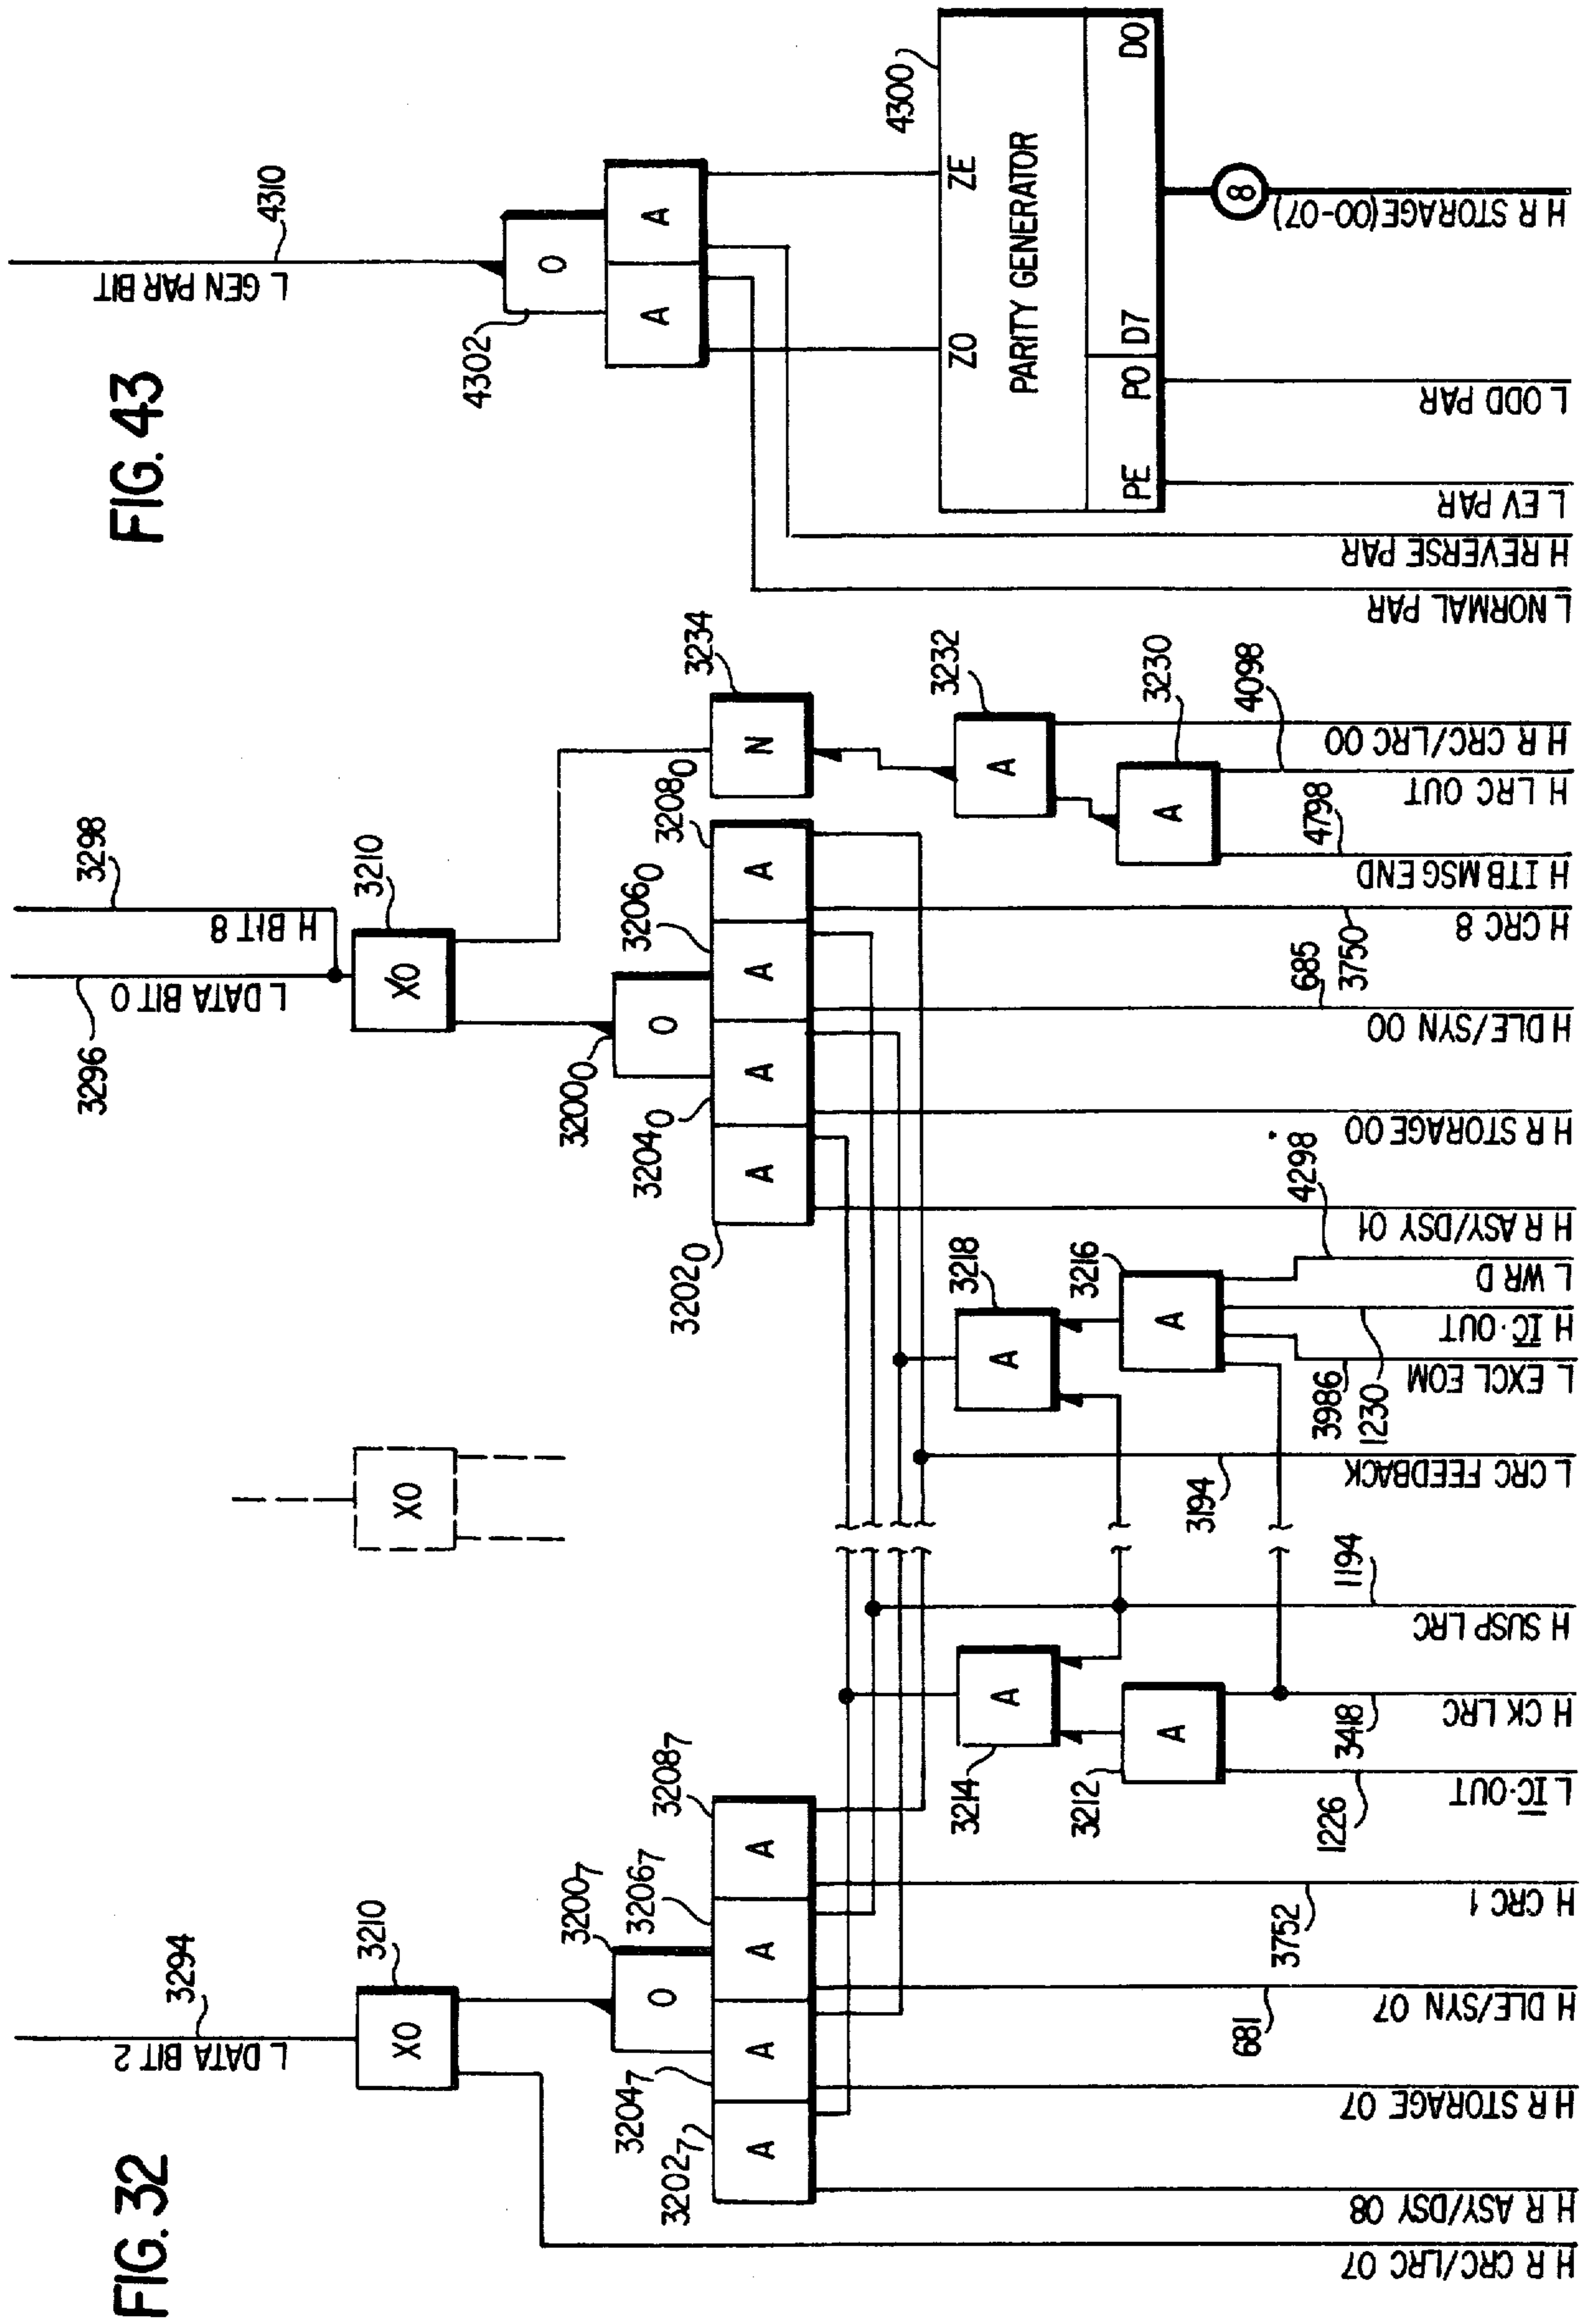 FIG. 32
L DATA BIT 2
3294
3210
XO
3200₇
O
3202₇
3204₇
3206₇
3208₇
A
A
A
A
H R CRC/LRC 07
H R ASY/DSY 08
H R STORAGE 07
H DLE/SYN 07
681
H CRC 1
3752
L I̅C̅·OUT
1226
H CK LRC
3418
H SUSP LRC
1194
3212
A
3214
A
XO
L CRC FEEDBACK
3194
L EXCL EOM
3986
H I̅C̅·OUT
1230
L WR D
4298
3216
A
3218
A
L DATA BIT 0
3296
H BIT 8
3298
3210
XO
3200₀
O
3202₀
3204₀
3206₀
3208₀
A
A
A
A
H R ASY/DSY 01
H R STORAGE 00
H DLE/SYN 00
685
H CRC 8
3750
H ITB MSG END
4798
H LRC OUT
4098
H R CRC/LRC 00
3230
A
3232
A
3234
N
FIG. 43
L GEN PAR BIT
4310
4302
O
A
A
ZO
ZE
4300
PARITY GENERATOR
PE
PO
D7
DO
8
L NORMAL PAR
H REVERSE PAR
L EV PAR
L ODD PAR
H R STORAGE(00-07)